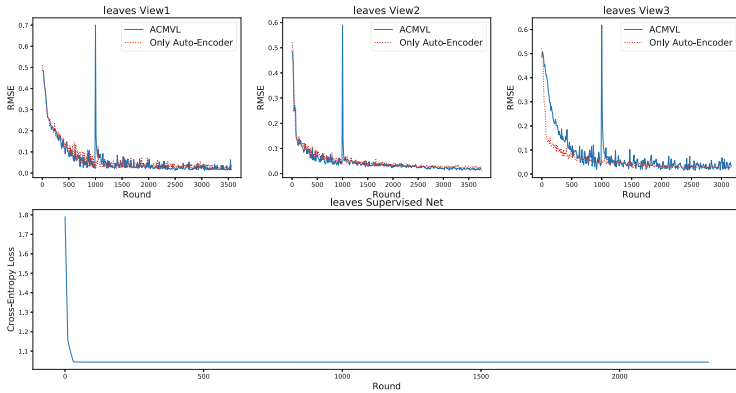 leaves View1
0.7
0.6
0.5
0.4
0.3
0.2
0.1
0.0
RMSE
ACMVL
Only Auto-Encoder
0 500 1000 1500 2000 2500 3000 3500
Round
leaves View2
0.6
0.5
0.4
0.3
0.2
0.1
0.0
RMSE
ACMVL
Only Auto-Encoder
0 500 1000 1500 2000 2500 3000 3500
Round
leaves View3
0.6
0.5
0.4
0.3
0.2
0.1
0.0
RMSE
ACMVL
Only Auto-Encoder
0 500 1000 1500 2000 2500 3000
Round
leaves Supervised Net
1.8
1.7
1.6
1.5
1.4
1.3
1.2
1.1
Cross-Entropy Loss
0 500 1000 1500 2000
Round